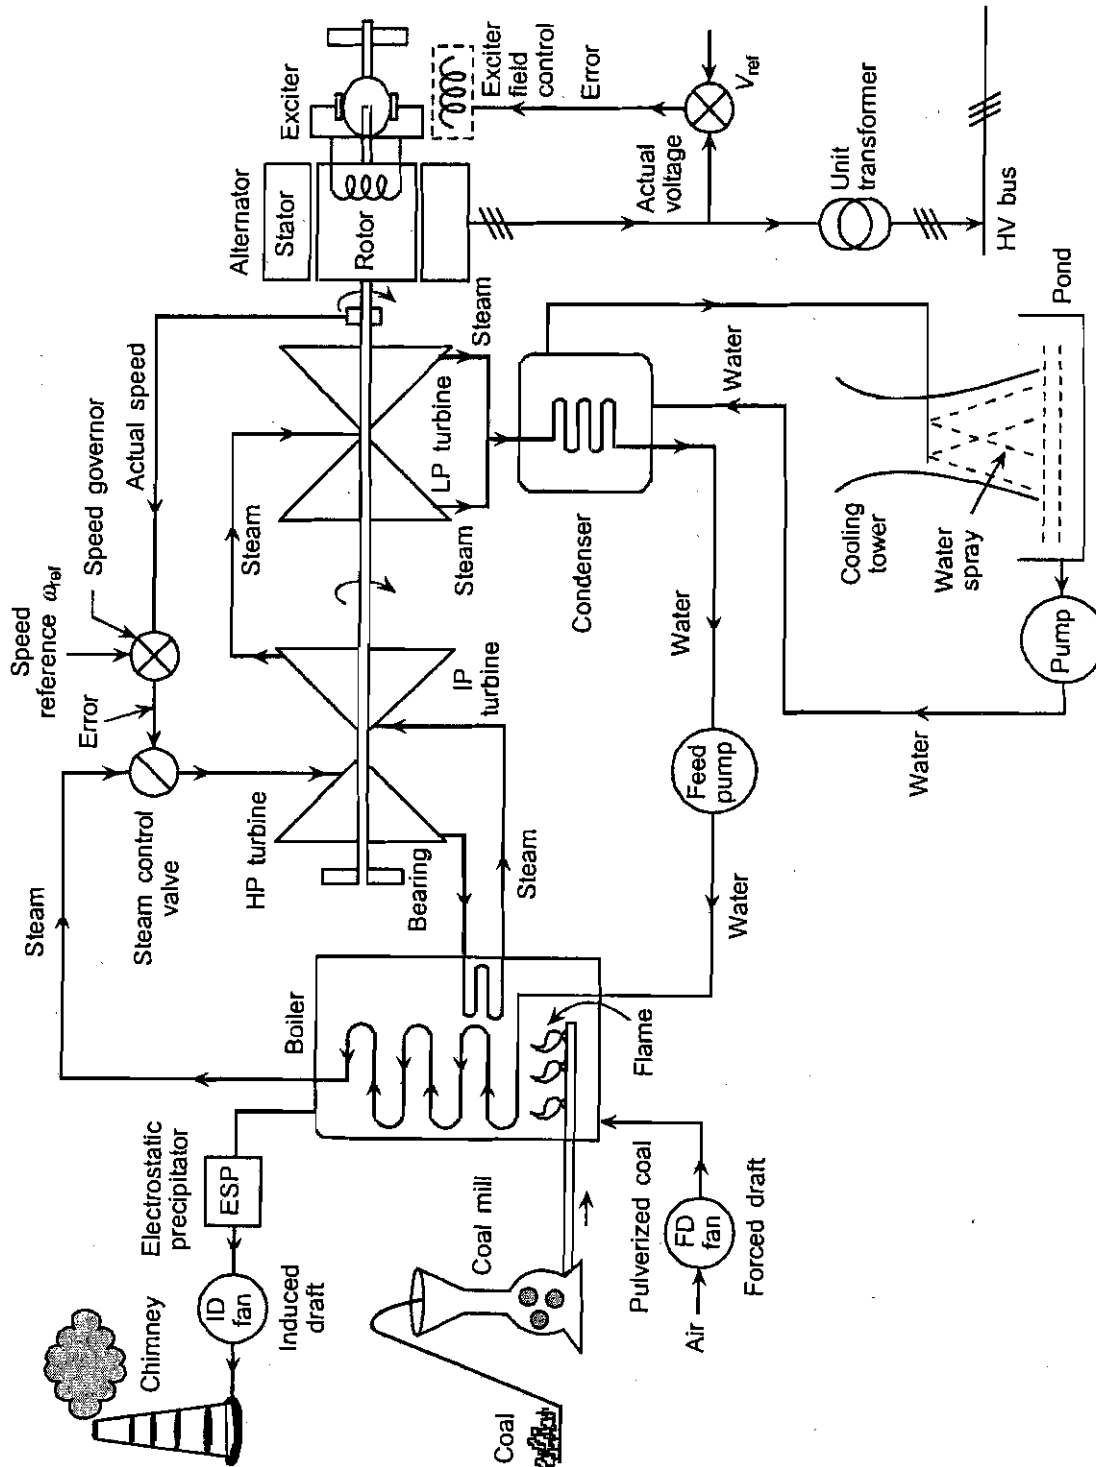 Chimney
ID
fan
Induced
draft
Electrostatic
precipitator
ESP
Coal
Coal mill
Pulverized coal
Air
FD
fan
Forced draft
Boiler
Flame
Steam
Steam control
valve
Error
Speed
reference ω_ref
Speed governor
Actual speed
HP turbine
Bearing
Steam
IP
turbine
Steam
LP turbine
Steam
Steam
Condenser
Water
Feed
pump
Water
Water
Water
Pump
Cooling
tower
Water
spray
Pond
Alternator
Stator
Rotor
Exciter
Exciter
field
control
Error
V_ref
Actual
voltage
Unit
transformer
HV bus